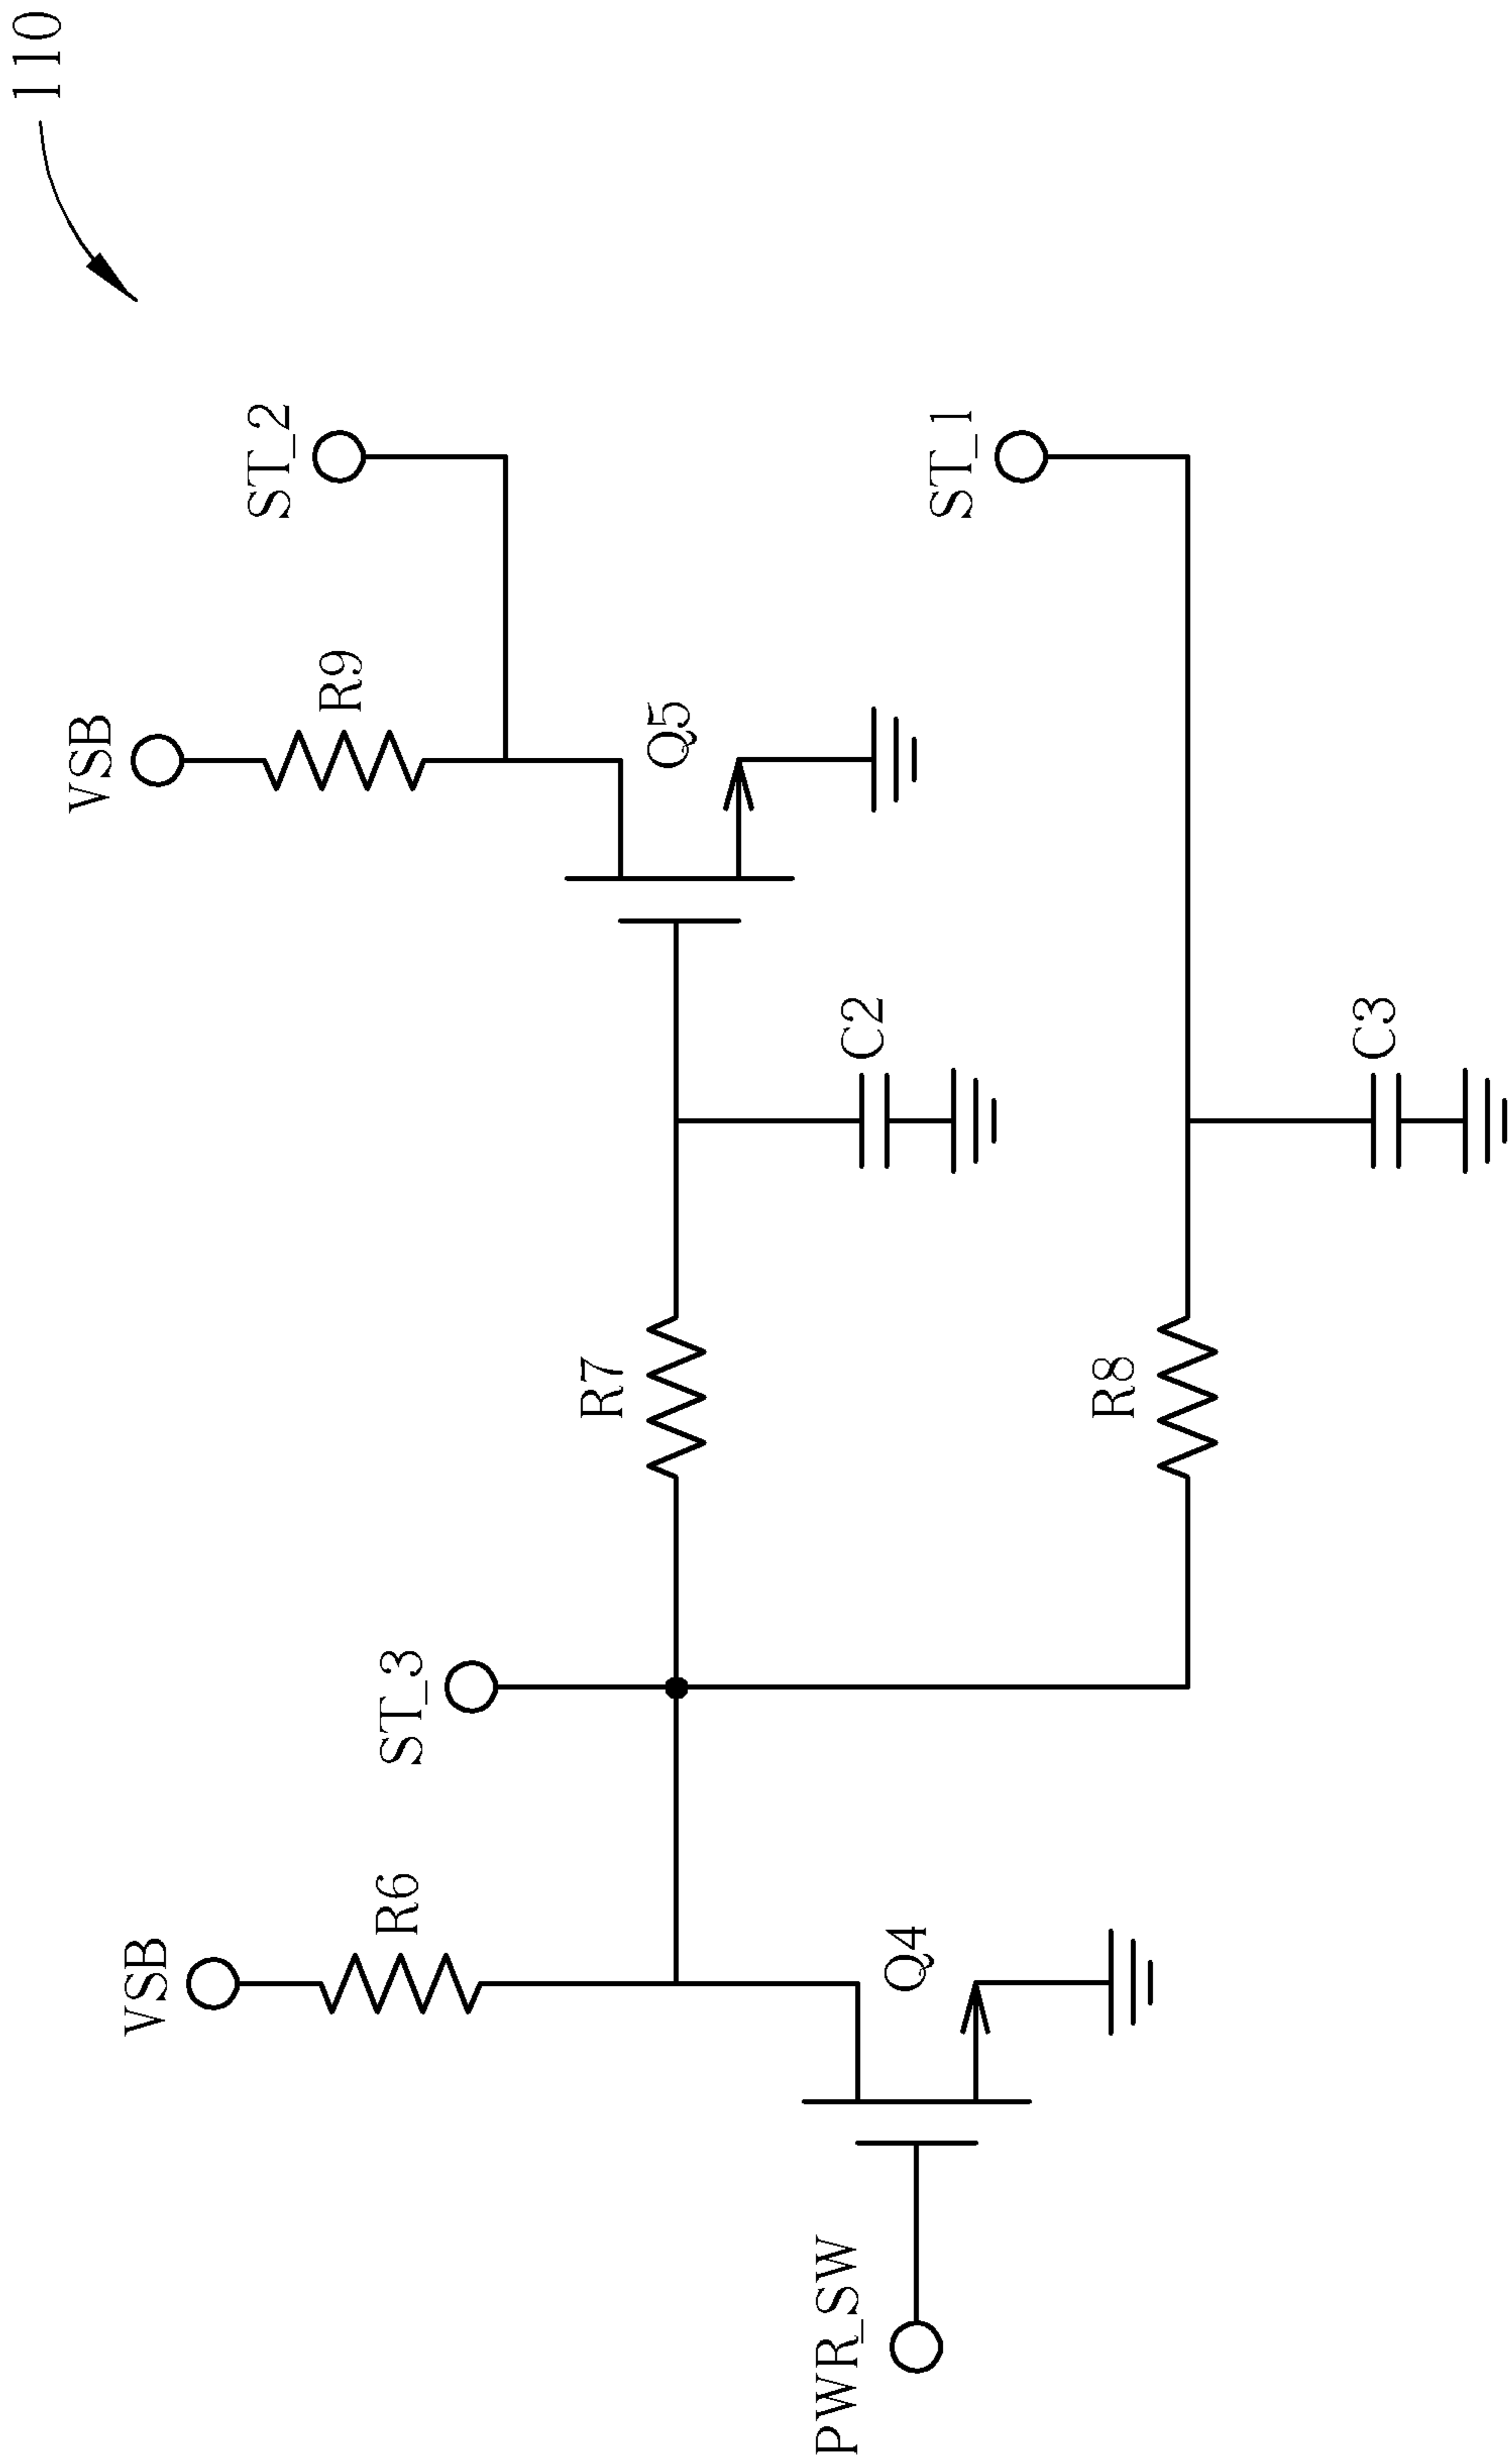 110
VSB
R9
ST_2
Q5
VSB
R6
ST_3
R7
C2
ST_1
Q4
R8
C3
PWR_SW